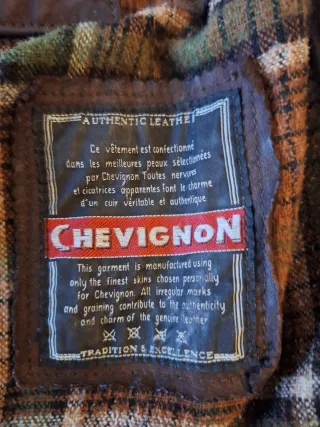 AUTHENTIC LEATHER
Ce vêtement est confectionné
dans les meilleures peaux sélectionnées
par Chevignon Toutes nervures
et cicatrices apparentes font le charme
d'un cuir véritable et authentique
CHEVIGNON
This garment is manufactured using
only the finest skins chosen personally
for Chevignon. All irregular marks
and graining contribute to the authenticity
and charm of the genuine leather
TRADITION & EXCELLENCE